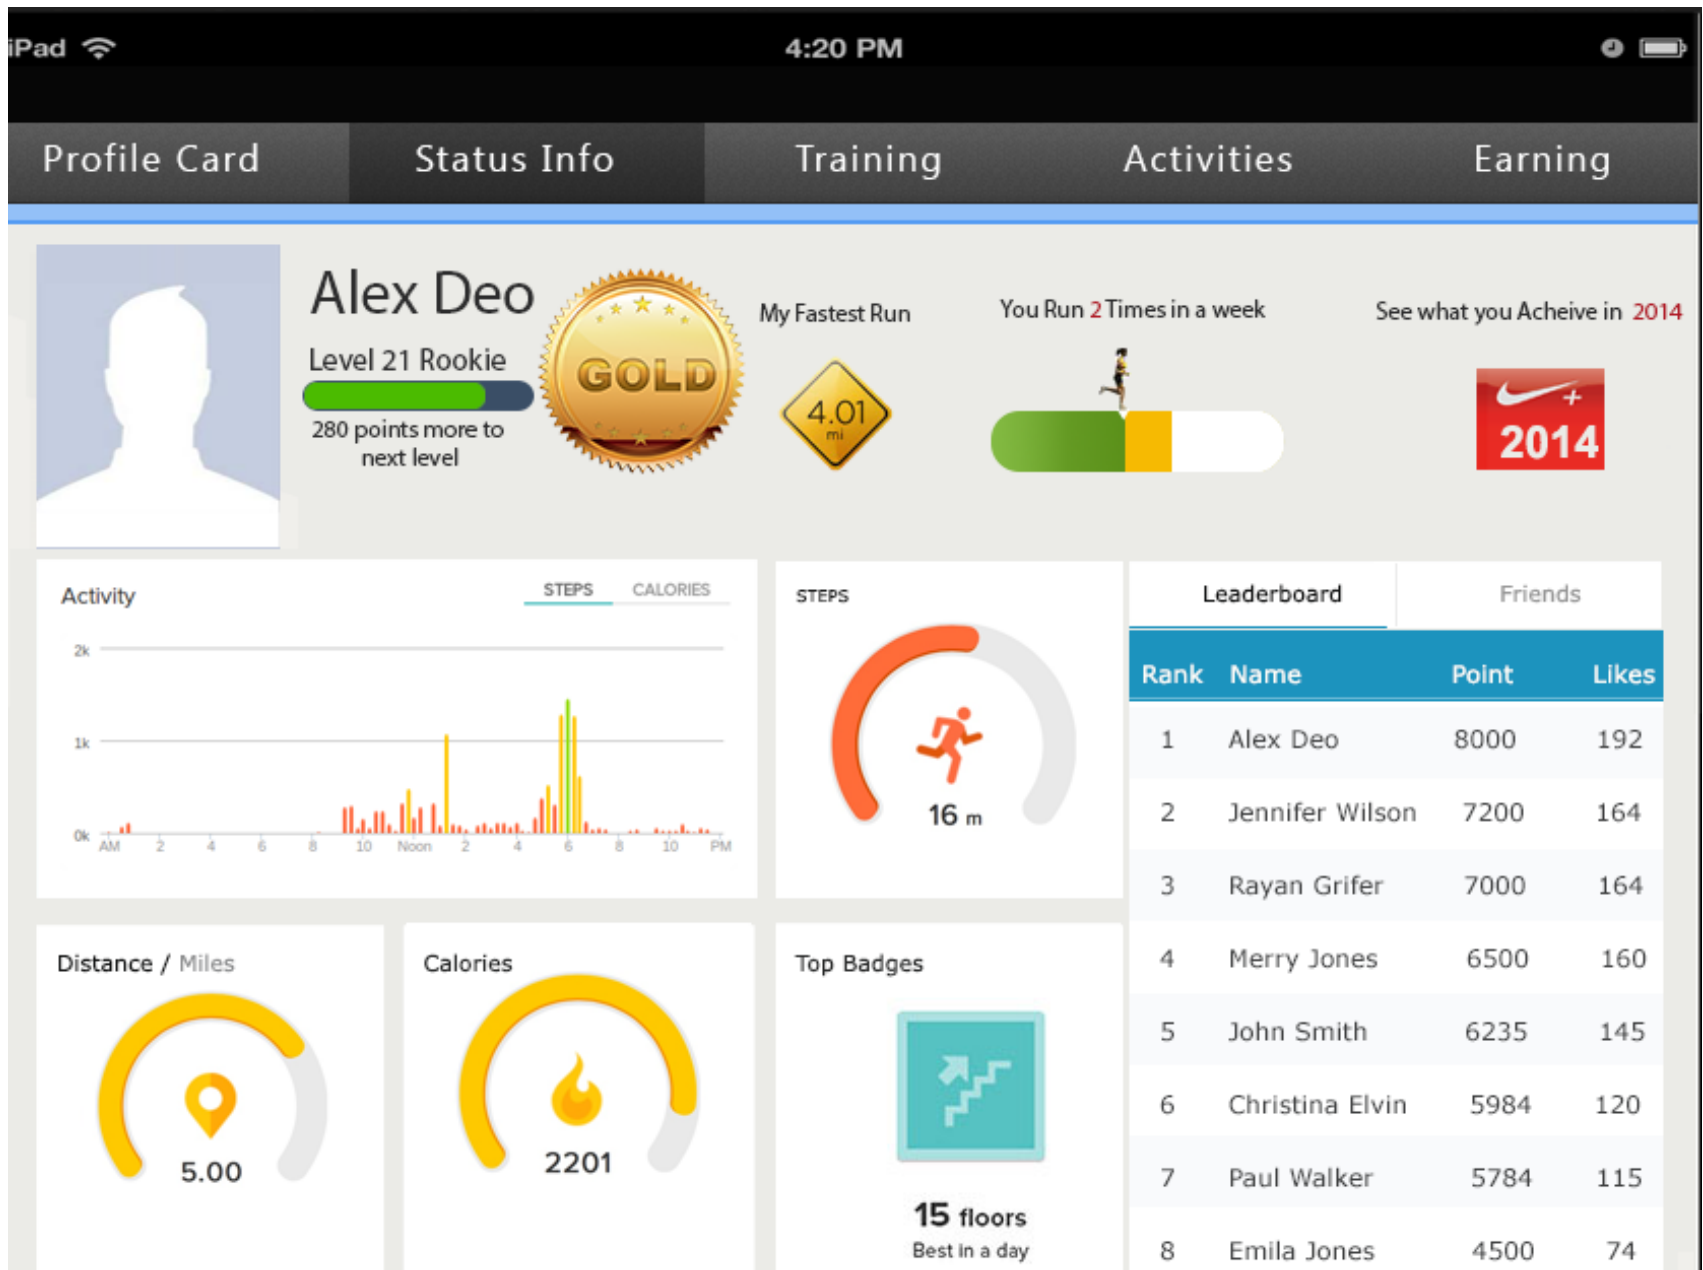 iPad 4:20 PM
Profile Card Status Info Training Activities Earning
Alex Deo
Level 21 Rookie
280 points more to
next level
GOLD
My Fastest Run
4.01
mi
You Run 2 Times in a week
See what you Acheive in 2014
+
2014
Activity
STEPS CALORIES
2k
1k
0k
AM 2 4 6 8 10 Noon 2 4 6 8 10 PM
STEPS
16 m
Leaderboard Friends
Rank Name Point Likes
1 Alex Deo 8000 192
2 Jennifer Wilson 7200 164
3 Rayan Grifer 7000 164
4 Merry Jones 6500 160
5 John Smith 6235 145
6 Christina Elvin 5984 120
7 Paul Walker 5784 115
8 Emila Jones 4500 74
Distance / Miles
5.00
Calories
2201
Top Badges
15 floors
Best in a day